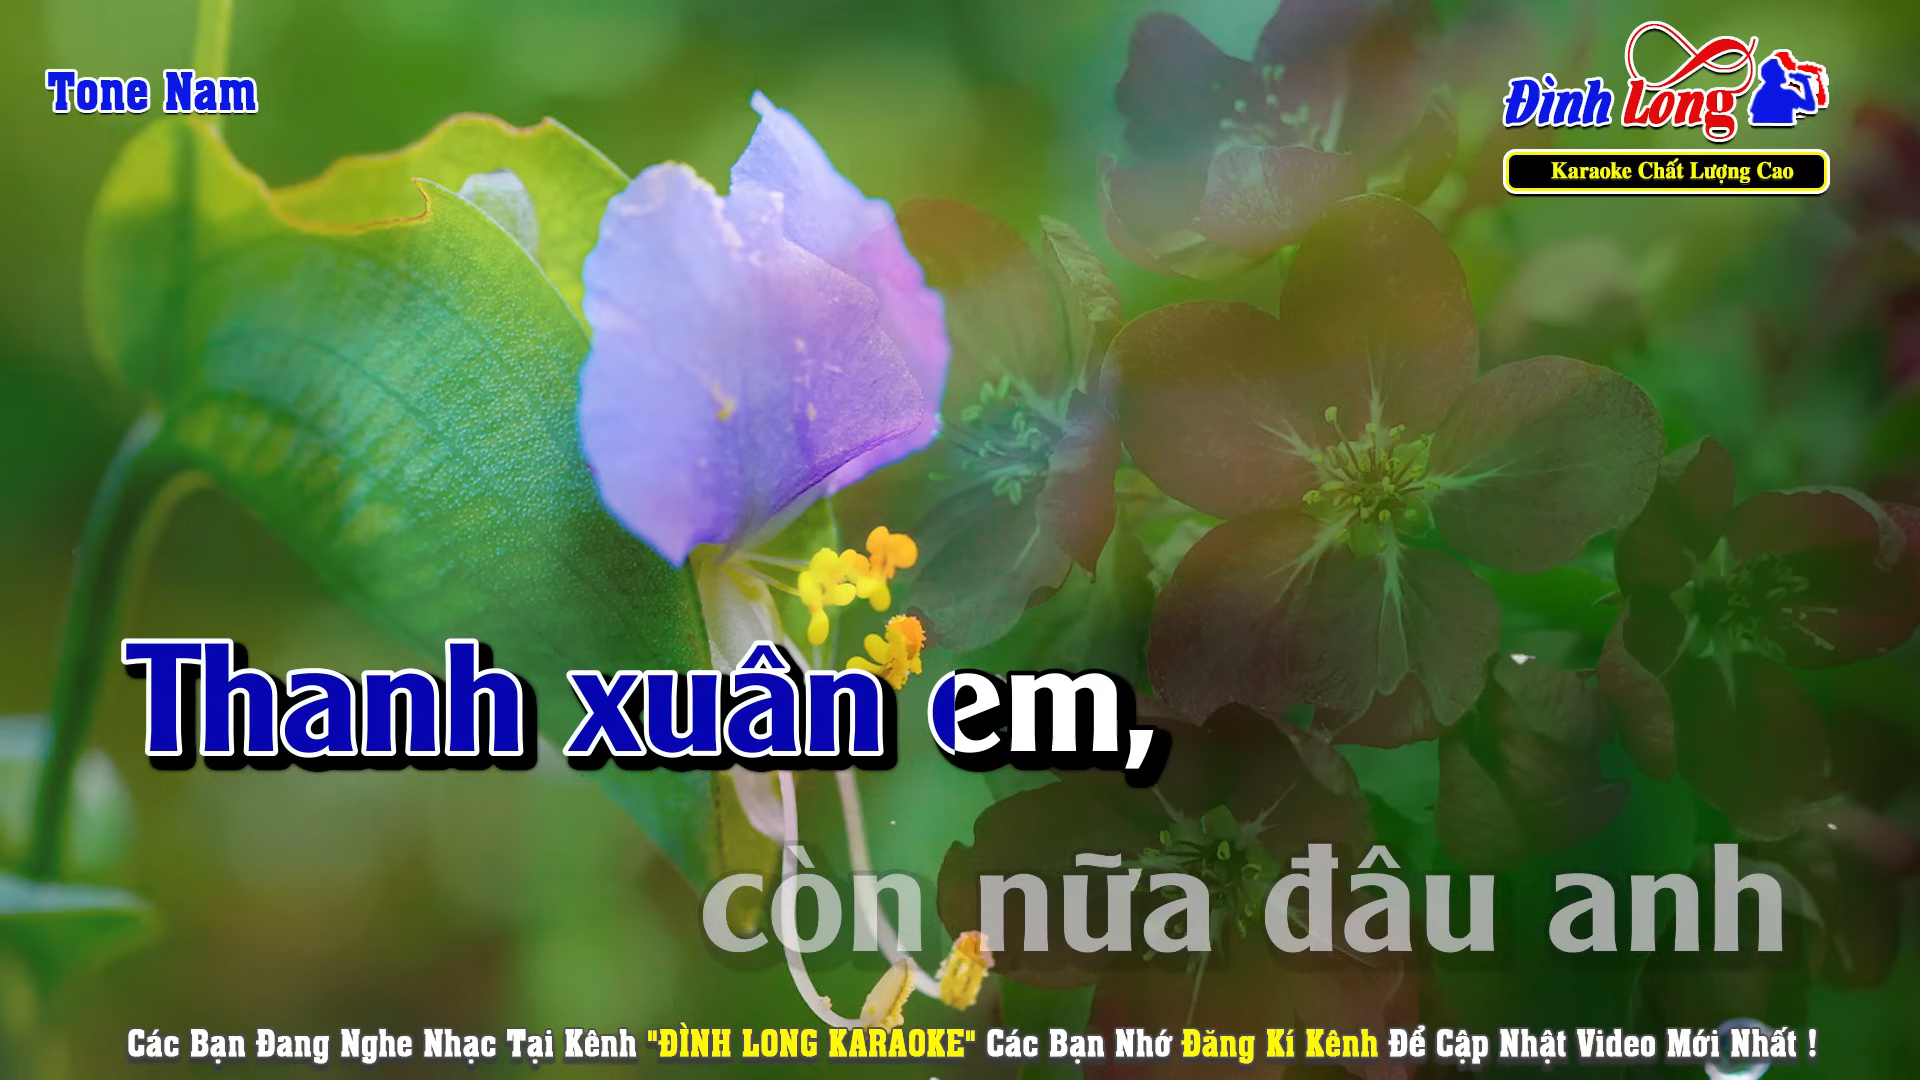 Tone Nam
Đình Long
Karaoke Chất Lượng Cao
Thanh xuân em,
còn nữa đâu anh
Các Bạn Đang Nghe Nhạc Tại Kênh "ĐÌNH LONG KARAOKE" Các Bạn Nhớ Đăng Kí Kênh Để Cập Nhật Video Mới Nhất !